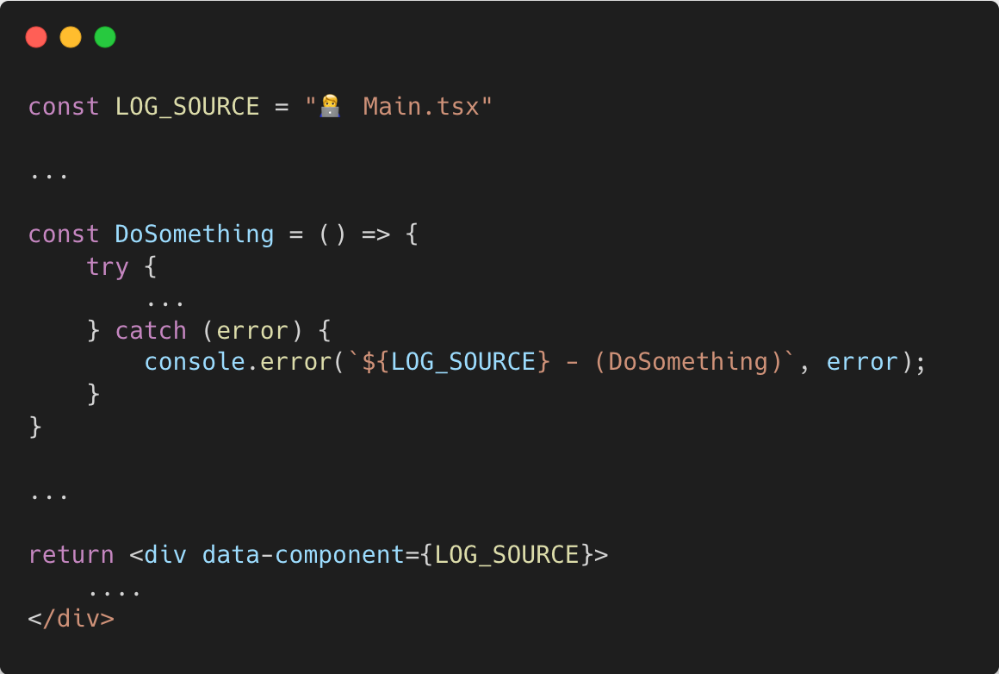 const LOG_SOURCE = "👨‍💻 Main.tsx"
...
const DoSomething = () => {
    try {
        ...
    } catch (error) {
        console.error(`${LOG_SOURCE} - (DoSomething)`, error);
    }
}
...
return <div data-component={LOG_SOURCE}>
    ....
</div>